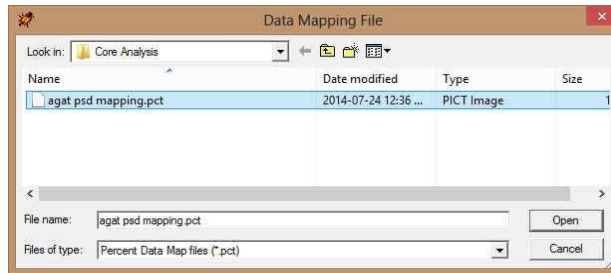 Data Mapping File
Look in: Core Analysis
Name Date modified Type Size
agat psd mapping.pct 2014-07-24 12:36 ... PICT Image 1
File name: agat psd mapping.pct Open
Files of type: Percent Data Map files (*.pct) Cancel